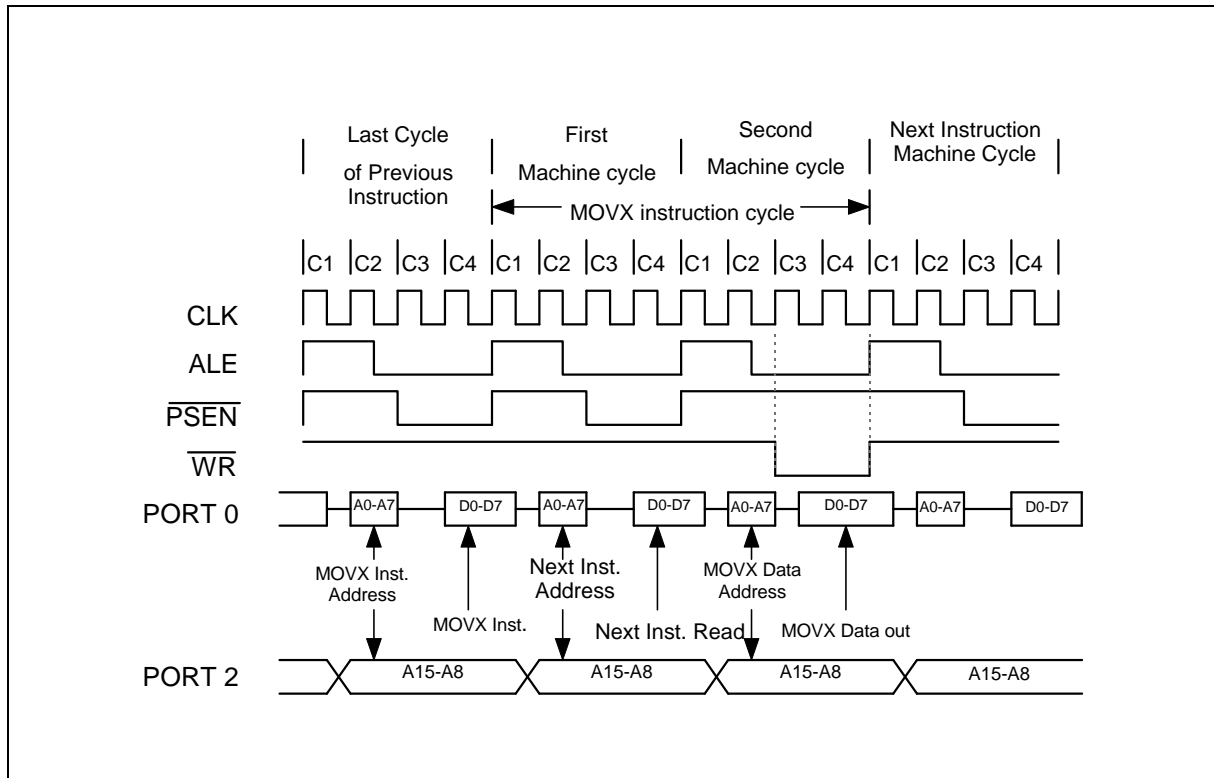 Last Cycle
of Previous
Instruction
First
Machine cycle
Second
Machine cycle
Next Instruction
Machine Cycle
MOVX instruction cycle
C1 C2 C3 C4 C1 C2 C3 C4 C1 C2 C3 C4 C1 C2 C3 C4
CLK
ALE
PSEN
WR
PORT 0
A0-A7 D0-D7 A0-A7 D0-D7 A0-A7 D0-D7 A0-A7 D0-D7
MOVX Inst.
Address
MOVX Inst.
Next Inst.
Address
Next Inst. Read
MOVX Data
Address
MOVX Data out
PORT 2
A15-A8 A15-A8 A15-A8 A15-A8